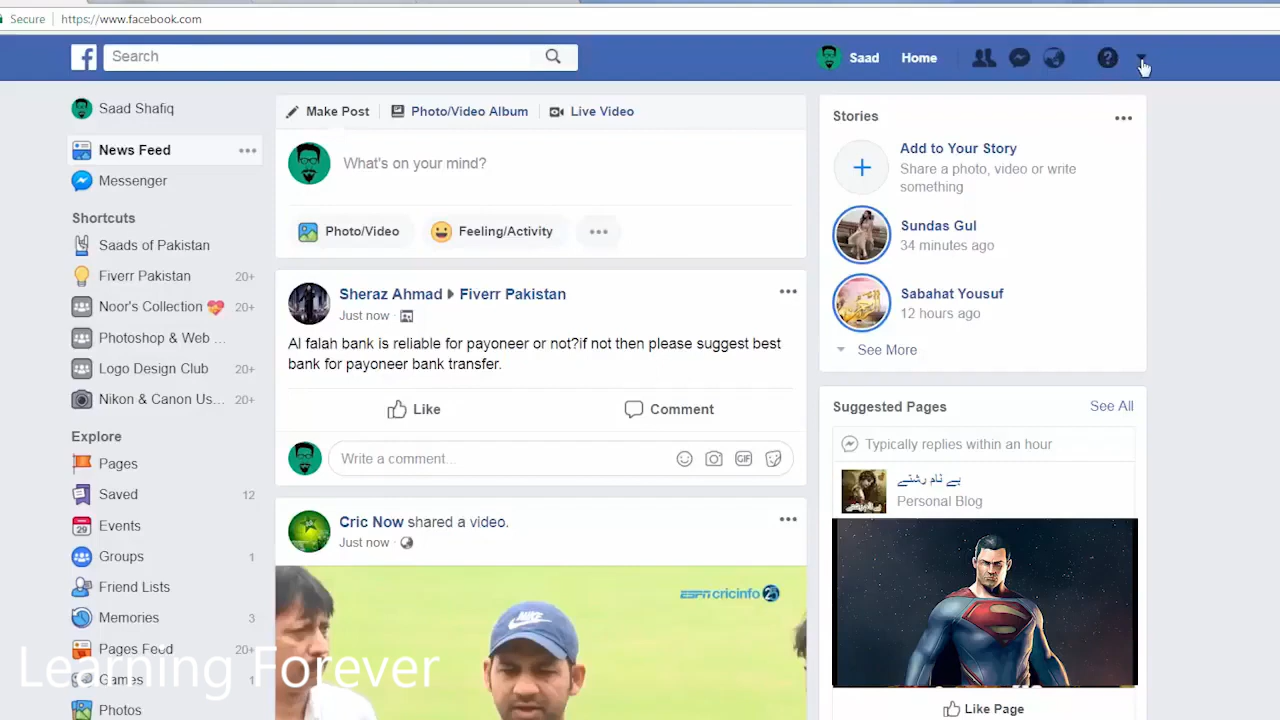 Secure | https://www.facebook.com
Search
Saad
Home
Saad Shafiq
News Feed
Messenger
Shortcuts
Saads of Pakistan
Fiverr Pakistan 20+
Noor's Collection 💝 20+
Photoshop & Web ...
Logo Design Club 20+
Nikon & Canon Us... 20+
Explore
Pages
Saved 12
Events
Groups 1
Friend Lists
Memories 3
Pages Feed 20+
Games
Photos
Learning Forever
Make Post
Photo/Video Album
Live Video
What's on your mind?
Photo/Video
Feeling/Activity
Sheraz Ahmad ▶ Fiverr Pakistan
Just now
Al falah bank is reliable for payoneer or not?if not then please suggest best
bank for payoneer bank transfer.
Like
Comment
Write a comment...
GIF
Cric Now shared a video.
Just now
ESPN cricinfo
NIKE
Stories
Add to Your Story
Share a photo, video or write
something
Sundas Gul
34 minutes ago
Sabahat Yousuf
12 hours ago
See More
Suggested Pages
See All
Typically replies within an hour
بے نام رشتے
Personal Blog
Like Page